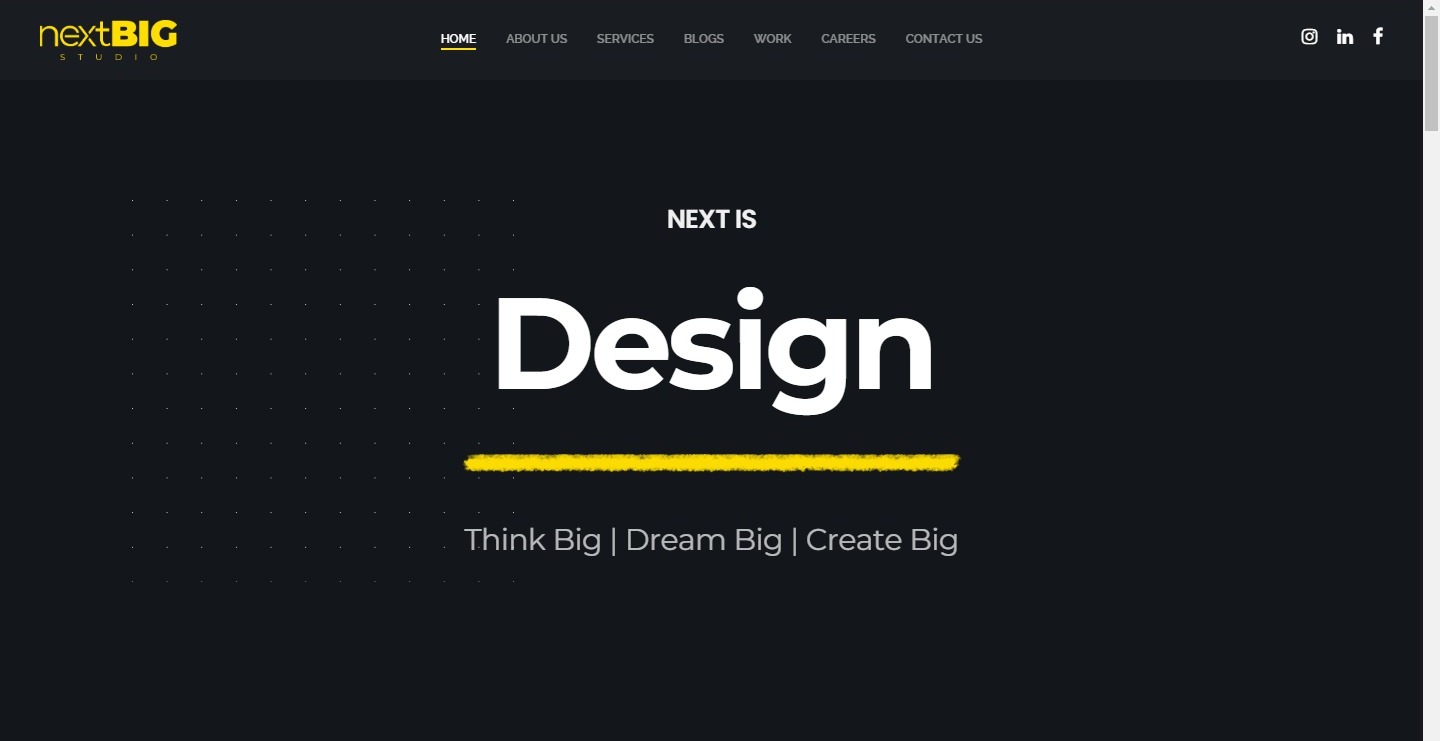 nextBIG
STUDIO
HOME ABOUT US SERVICES BLOGS WORK CAREERS CONTACT US
NEXT IS
Design
Think Big | Dream Big | Create Big